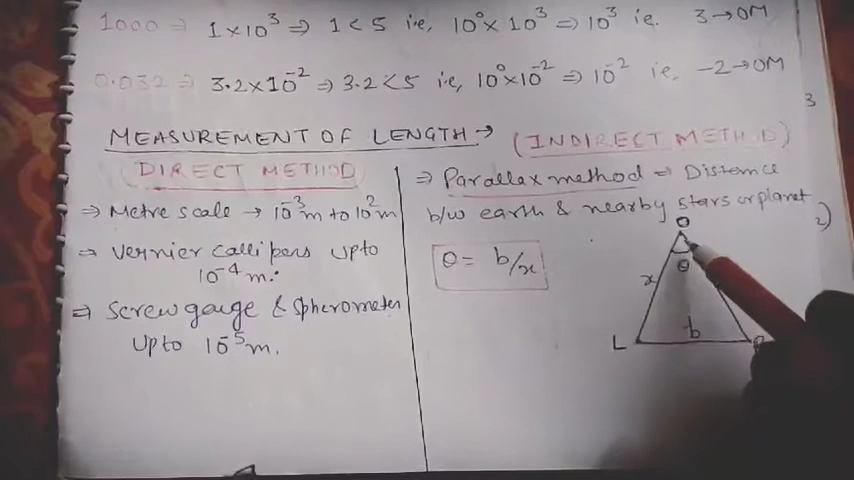 1000 ⇒ 1×10³ ⇒ 1<5 i.e, 10⁰×10³ ⇒ 10³ ie. 3→OM
0.032 ⇒ 3.2×10⁻² ⇒ 3.2<5 i.e, 10⁰×10⁻² ⇒ 10⁻² ie, -2→OM
3
MEASUREMENT OF LENGTH→ (INDIRECT METHOD)
DIRECT METHOD
⇒ Metre scale → 10⁻³m to 10²m
⇒ Vernier callipers upto
10⁻⁴m.
⇒ Screw gauge & Spherometer
Upto 10⁻⁵m.
⇒ Parallax method ⇒ Distance
b/w earth & nearby stars or planet
2)
θ = b/x
O
θ
x
b
L